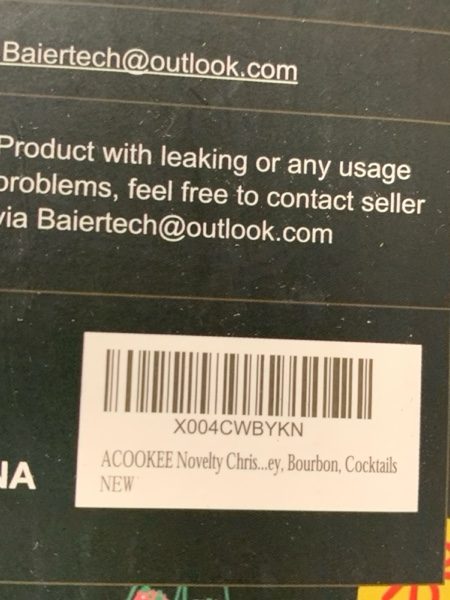 Baiertech@outlook.com
Product with leaking or any usage
problems, feel free to contact seller
via Baiertech@outlook.com
X004CWBYKN
ACOOKEE Novelty Chris...ey, Bourbon, Cocktails
NEW
NA